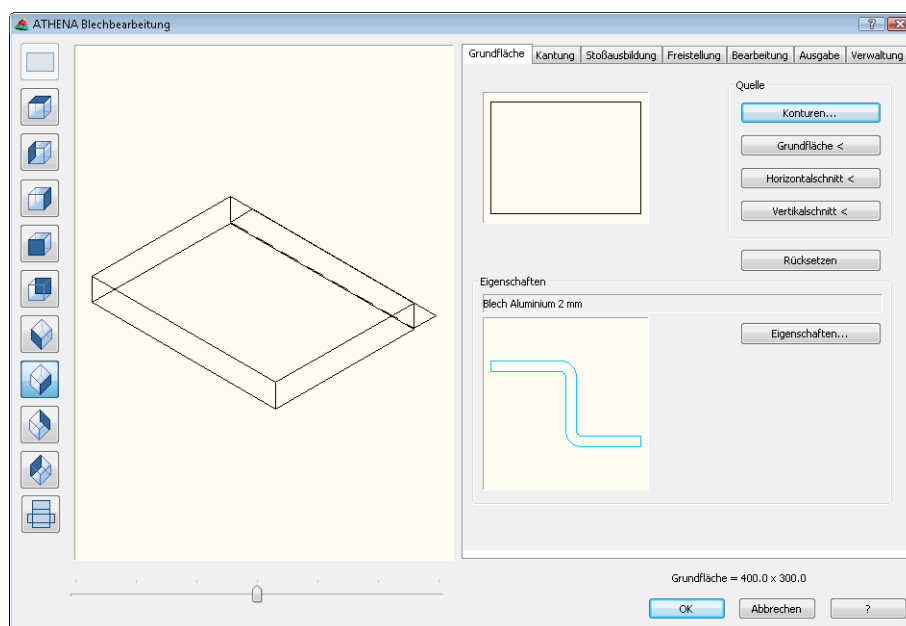 ATHENA Blechbearbeitung
Grundfläche Kantung Stoßausbildung Freistellung Bearbeitung Ausgabe Verwaltung
Quelle
Konturen...
Grundfläche <
Horizontalschnitt <
Vertikalschnitt <
Rücksetzen
Eigenschaften
Blech Aluminium 2 mm
Eigenschaften...
Grundfläche = 400.0 x 300.0
OK Abbrechen ?